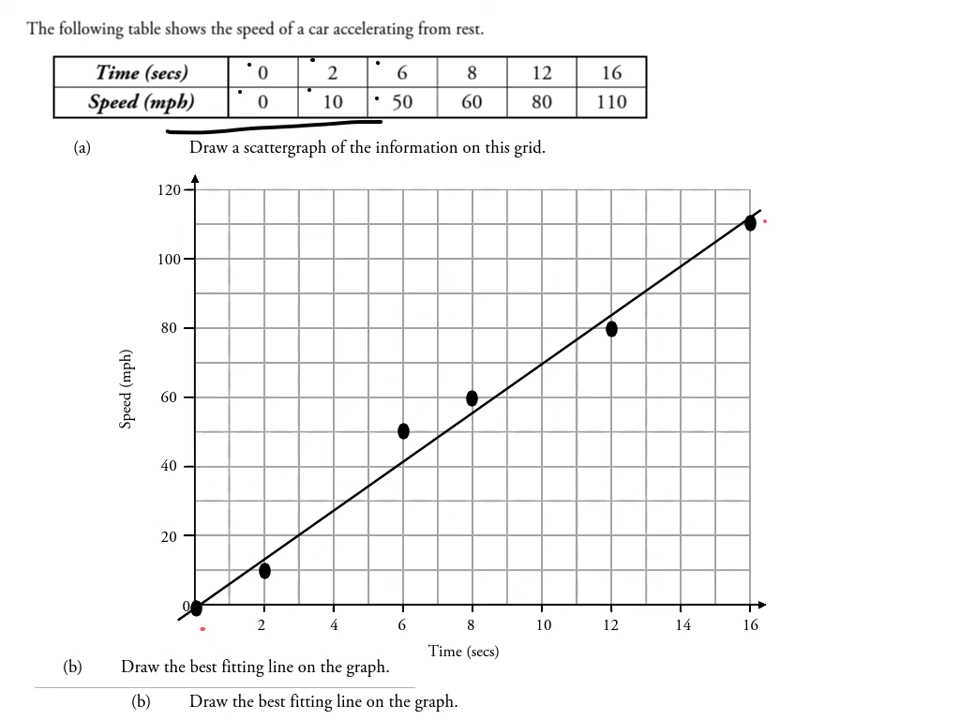 The following table shows the speed of a car accelerating from rest.
Time (secs) 0 2 6 8 12 16
Speed (mph) 0 10 50 60 80 110
(a) Draw a scattergraph of the information on this grid.
120
100
80
60
40
20
0
Speed (mph)
2 4 6 8 10 12 14 16
Time (secs)
(b) Draw the best fitting line on the graph.
(b) Draw the best fitting line on the graph.